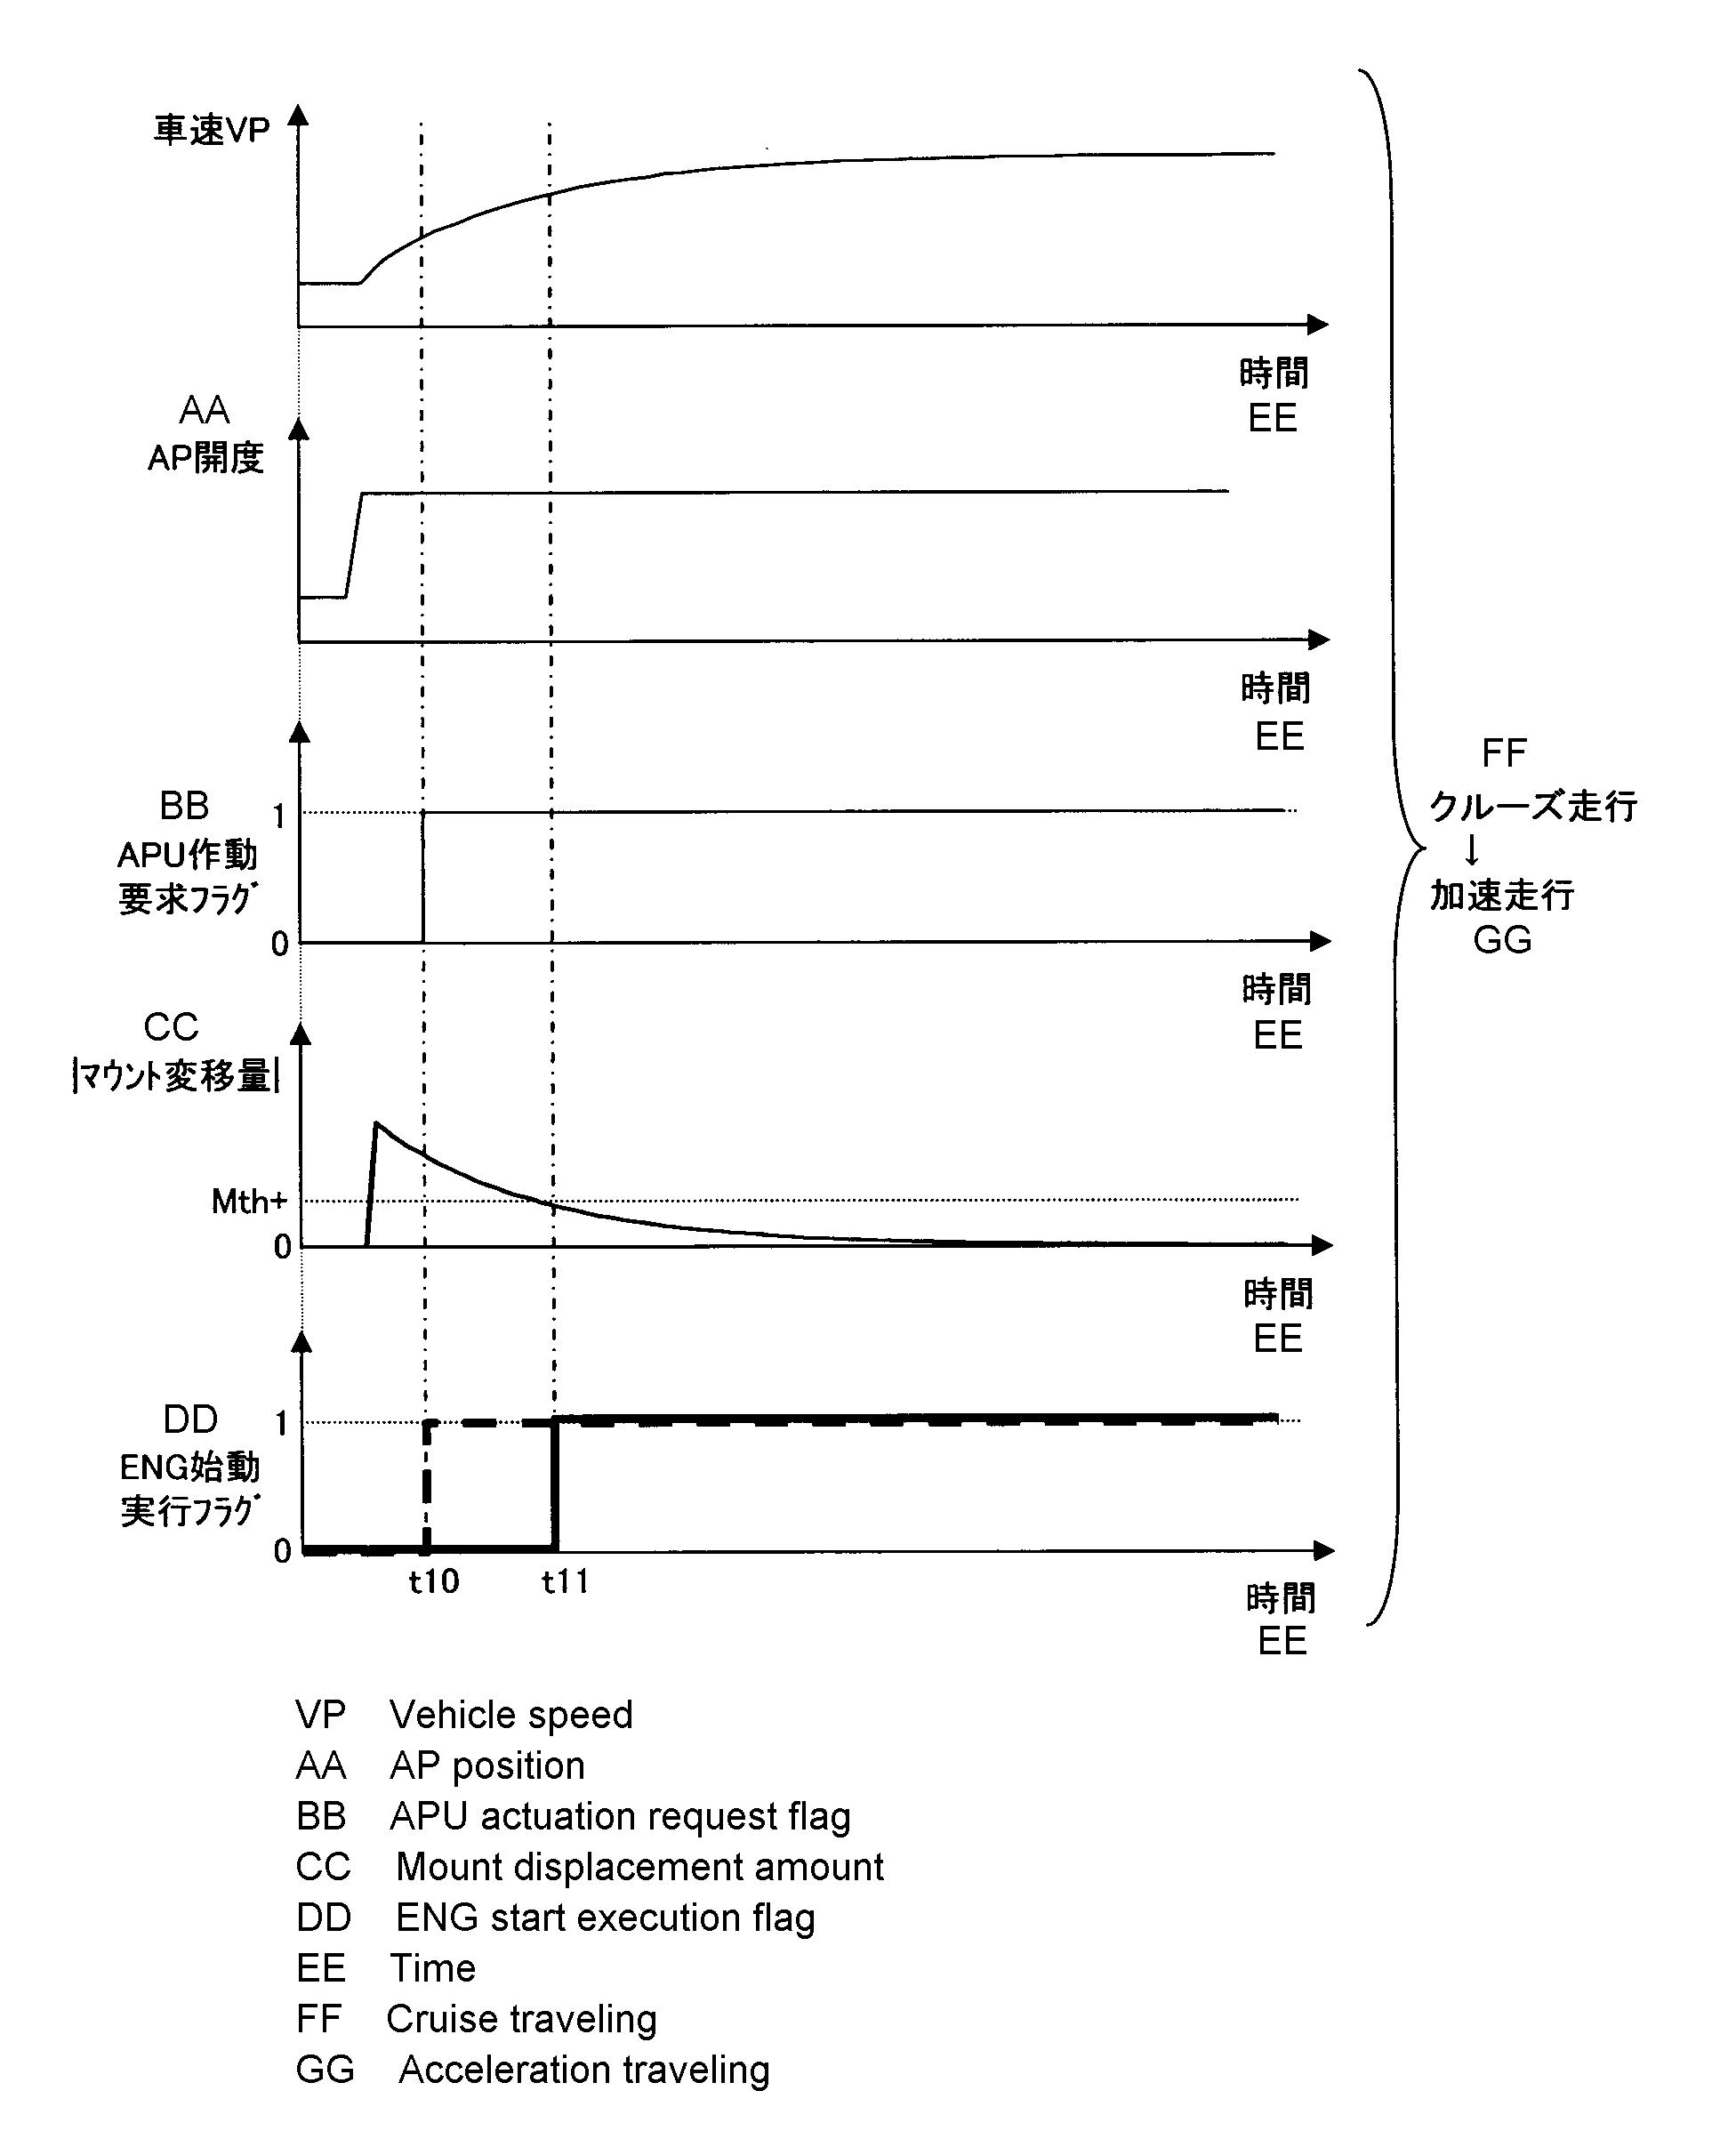 車速VP
時間
EE
AA
AP開度
時間
EE
BB
1
APU作動
要求フラグ
0
時間
EE
CC
|マウント変移量|
Mth+
0
時間
EE
DD
1
ENG始動
実行フラグ
0
t10 t11
時間
EE
FF
クルーズ走行
↓
加速走行
GG
VP Vehicle speed
AA AP position
BB APU actuation request flag
CC Mount displacement amount
DD ENG start execution flag
EE Time
FF Cruise traveling
GG Acceleration traveling